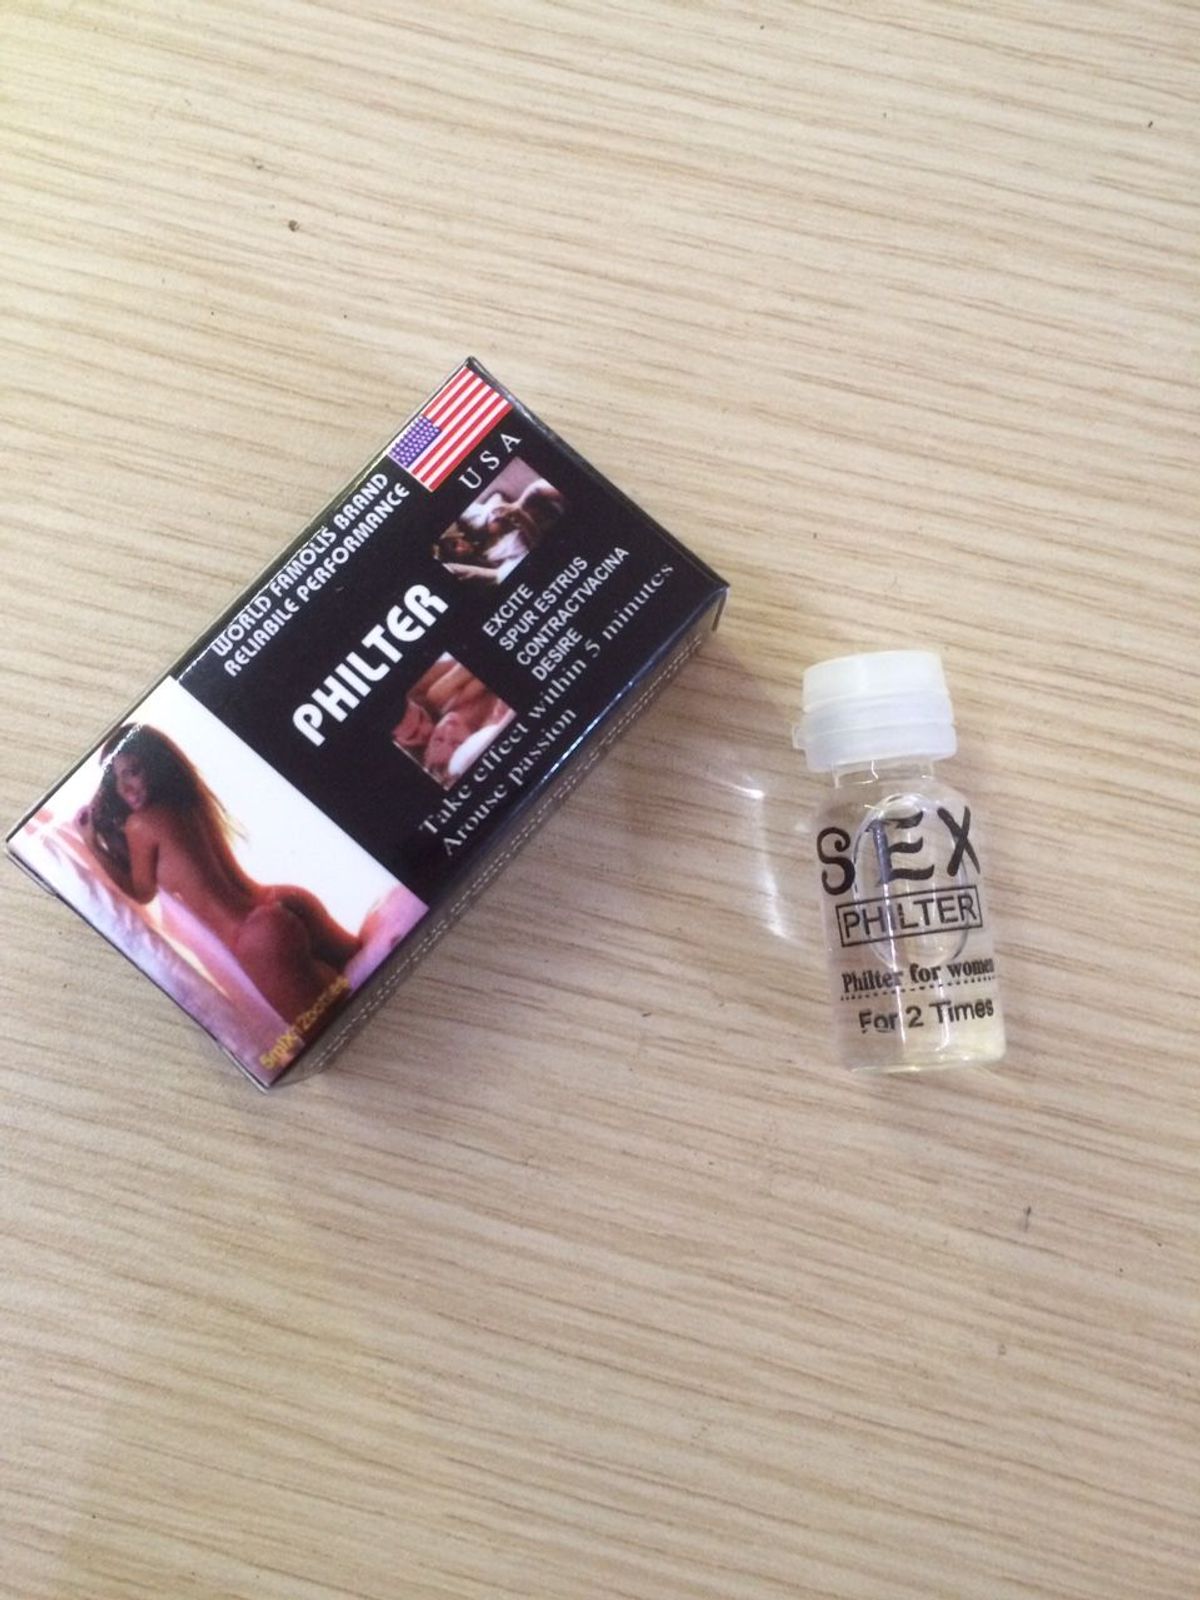 WORLD FAMOLIS BRAND
RELIABILE PERFORMANCE
USA
PHILTER
EXCITE
SPUR ESTRUS
CONTRACTVACINA
DESIRE
Take effect within 5 minutes
Arouse passion
SEX
PHILTER
Philter for women
For 2 Times